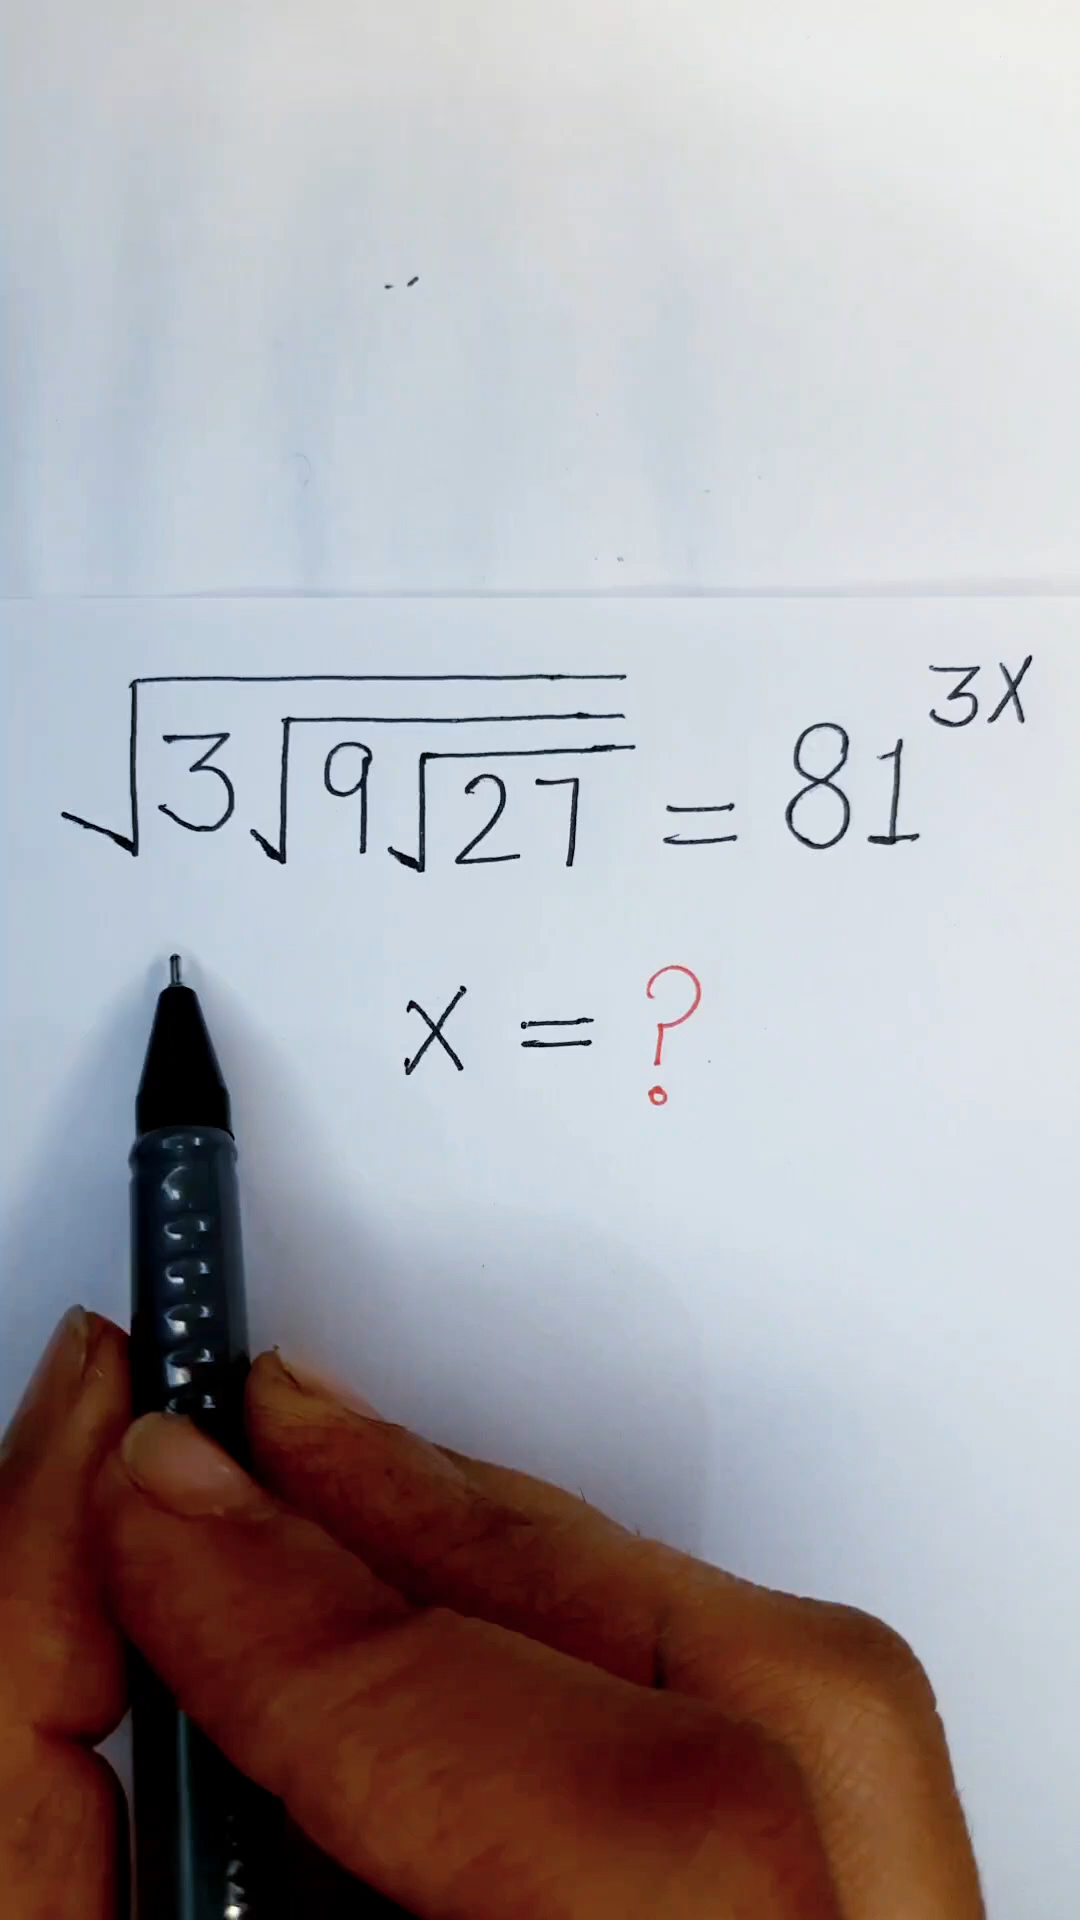 √3√9√27 = 81^3x
x = ?